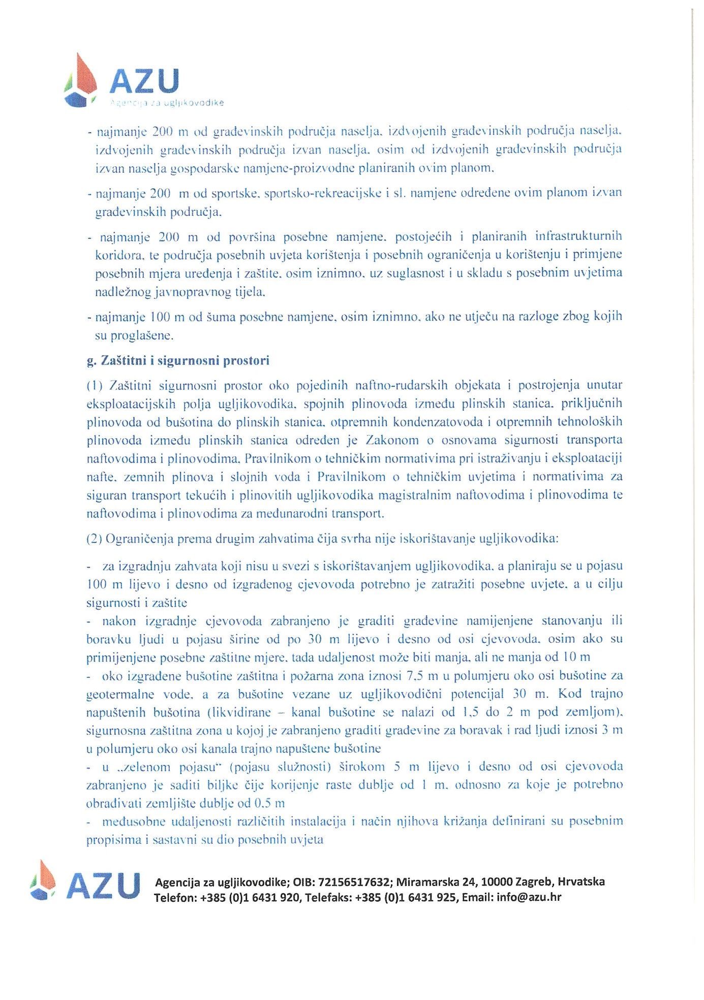 AZU
Agencija za ugljikovodike
- najmanje 200 m od građevinskih područja naselja, izdvojenih građevinskih područja naselja,
izdvojenih građevinskih područja izvan naselja, osim od izdvojenih građevinskih područja
izvan naselja gospodarske namjene-proizvodne planiranih ovim planom,
- najmanje 200 m od sportske, sportsko-rekreacijske i sl. namjene određene ovim planom izvan
građevinskih područja,
- najmanje 200 m od površina posebne namjene, postojećih i planiranih infrastrukturnih
koridora, te područja posebnih uvjeta korištenja i posebnih ograničenja u korištenju i primjene
posebnih mjera uređenja i zaštite, osim iznimno, uz suglasnost i u skladu s posebnim uvjetima
nadležnog javnopravnog tijela,
- najmanje 100 m od šuma posebne namjene, osim iznimno, ako ne utječu na razloge zbog kojih
su proglašene.
g. Zaštitni i sigurnosni prostori
(1) Zaštitni sigurnosni prostor oko pojedinih naftno-rudarskih objekata i postrojenja unutar
eksploatacijskih polja ugljikovodika, spojnih plinovoda između plinskih stanica, priključnih
plinovoda od bušotina do plinskih stanica, otpremnih kondenzatovoda i otpremnih tehnoloških
plinovoda između plinskih stanica određen je Zakonom o osnovama sigurnosti transporta
naftovodima i plinovodima, Pravilnikom o tehničkim normativima pri istraživanju i eksploataciji
nafte, zemnih plinova i slojnih voda i Pravilnikom o tehničkim uvjetima i normativima za
siguran transport tekućih i plinovitih ugljikovodika magistralnim naftovodima i plinovodima te
naftovodima i plinovodima za međunarodni transport.
(2) Ograničenja prema drugim zahvatima čija svrha nije iskorištavanje ugljikovodika:
- za izgradnju zahvata koji nisu u svezi s iskorištavanjem ugljikovodika, a planiraju se u pojasu
100 m lijevo i desno od izgrađenog cjevovoda potrebno je zatražiti posebne uvjete, a u cilju
sigurnosti i zaštite
- nakon izgradnje cjevovoda zabranjeno je graditi građevine namijenjene stanovanju ili
boravku ljudi u pojasu širine od po 30 m lijevo i desno od osi cjevovoda, osim ako su
primijenjene posebne zaštitne mjere, tada udaljenost može biti manja, ali ne manja od 10 m
- oko izgrađene bušotine zaštitna i požarna zona iznosi 7,5 m u polumjeru oko osi bušotine za
geotermalne vode, a za bušotine vezane uz ugljikovodični potencijal 30 m. Kod trajno
napuštenih bušotina (likvidirane – kanal bušotine se nalazi od 1,5 do 2 m pod zemljom),
sigurnosna zaštitna zona u kojoj je zabranjeno graditi građevine za boravak i rad ljudi iznosi 3 m
u polumjeru oko osi kanala trajno napuštene bušotine
- u „zelenom pojasu“ (pojasu služnosti) širokom 5 m lijevo i desno od osi cjevovoda
zabranjeno je saditi biljke čije korijenje raste dublje od 1 m, odnosno za koje je potrebno
obrađivati zemljište dublje od 0,5 m
- međusobne udaljenosti različitih instalacija i način njihova križanja definirani su posebnim
propisima i sastavni su dio posebnih uvjeta
AZU
Agencija za ugljikovodike; OIB: 72156517632; Miramarska 24, 10000 Zagreb, Hrvatska
Telefon: +385 (0)1 6431 920, Telefaks: +385 (0)1 6431 925, Email: info@azu.hr